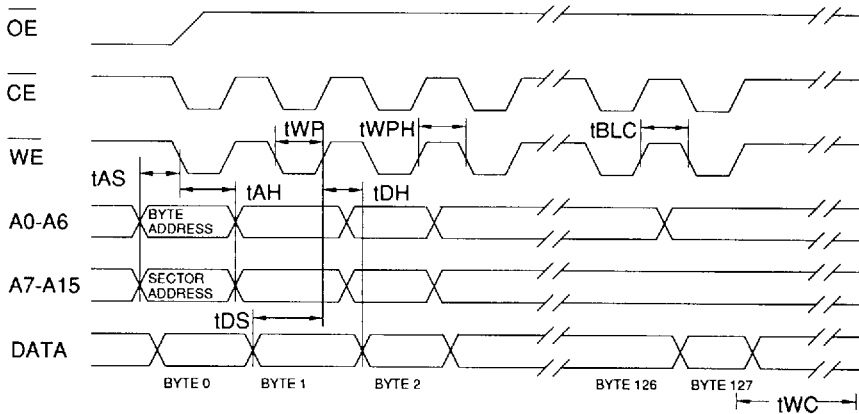 OE
CE
tWP
tWPH
tBLC
WE
tAS
tAH
tDH
A0-A6
BYTE
ADDRESS
A7-A15
SECTOR
ADDRESS
tDS
DATA
BYTE 0
BYTE 1
BYTE 2
BYTE 126
BYTE 127
tWC